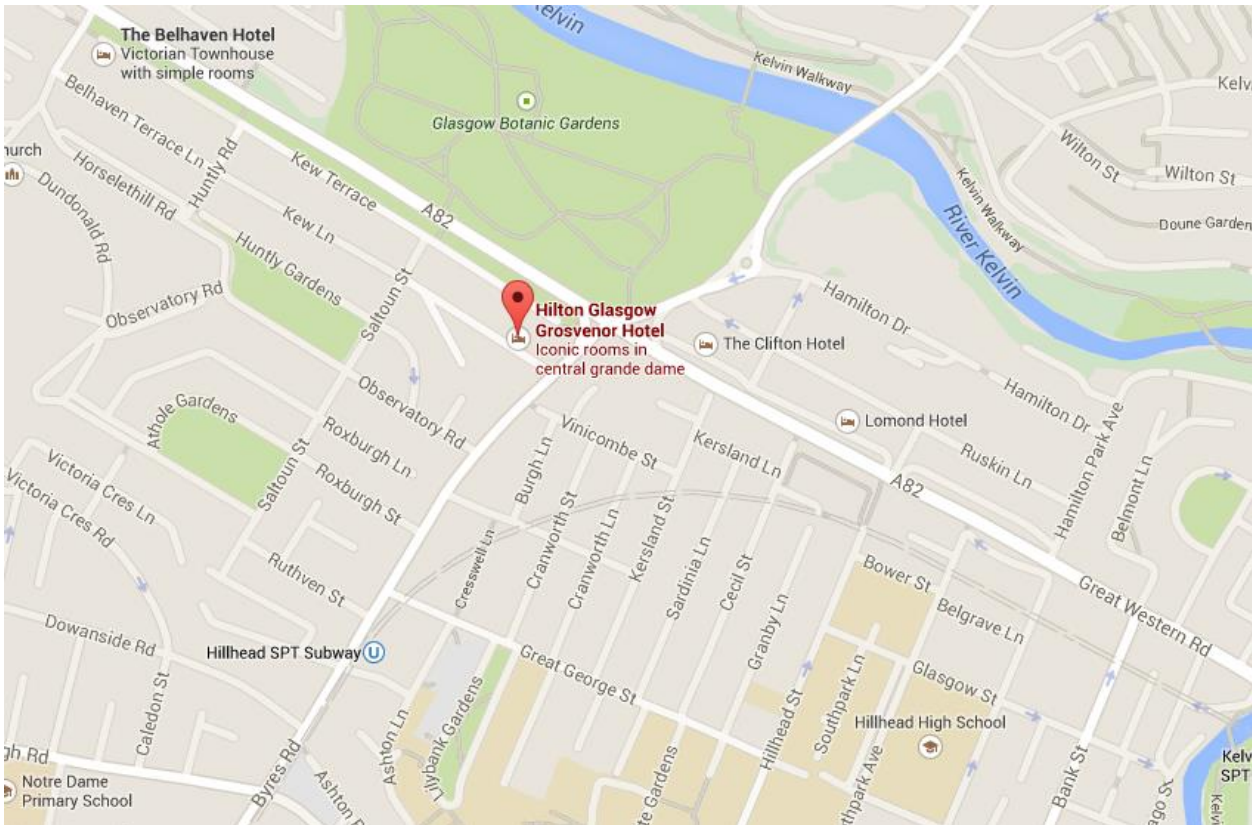 Kelvin
The Belhaven Hotel
Victorian Townhouse
with simple rooms
Kelvin Walkway
Glasgow Botanic Gardens
Belhaven Terrace Ln
Huntly Rd
Kew Terrace
A82
Wilton St
Wilton St
Kelvin Walkway
Doune Garden
River Kelvin
Horselethill Rd
Dundonald Rd
Kew Ln
Huntly Gardens
Saltoun St
Observatory Rd
Hamilton Dr
Hilton Glasgow
Grosvenor Hotel
Iconic rooms in
central grande dame
The Clifton Hotel
Hamilton Dr
Hamilton Park Ave
Lomond Hotel
Ruskin Ln
Belmont Ln
Athole Gardens
Observatory Rd
Roxburgh Ln
Roxburgh St
Saltoun St
Victoria Cres Ln
Victoria Cres Rd
Burgh Ln
Vinicombe St
Kersland Ln
A82
Cresswell Ln
Cranworth St
Cranworth Ln
Kersland St
Sardinia Ln
Cecil St
Granby Ln
Bower St
Belgrave Ln
Great Western Rd
Ruthven St
Dowanside Rd
Hillhead SPT Subway
Great George St
Glasgow St
Caledon St
Ashton Ln
Lilybank Gardens
Hillhead St
Southpark Ln
Hillhead High School
Bank St
Byres Rd
Notre Dame
Primary School
Ashton
Gardens
SPT